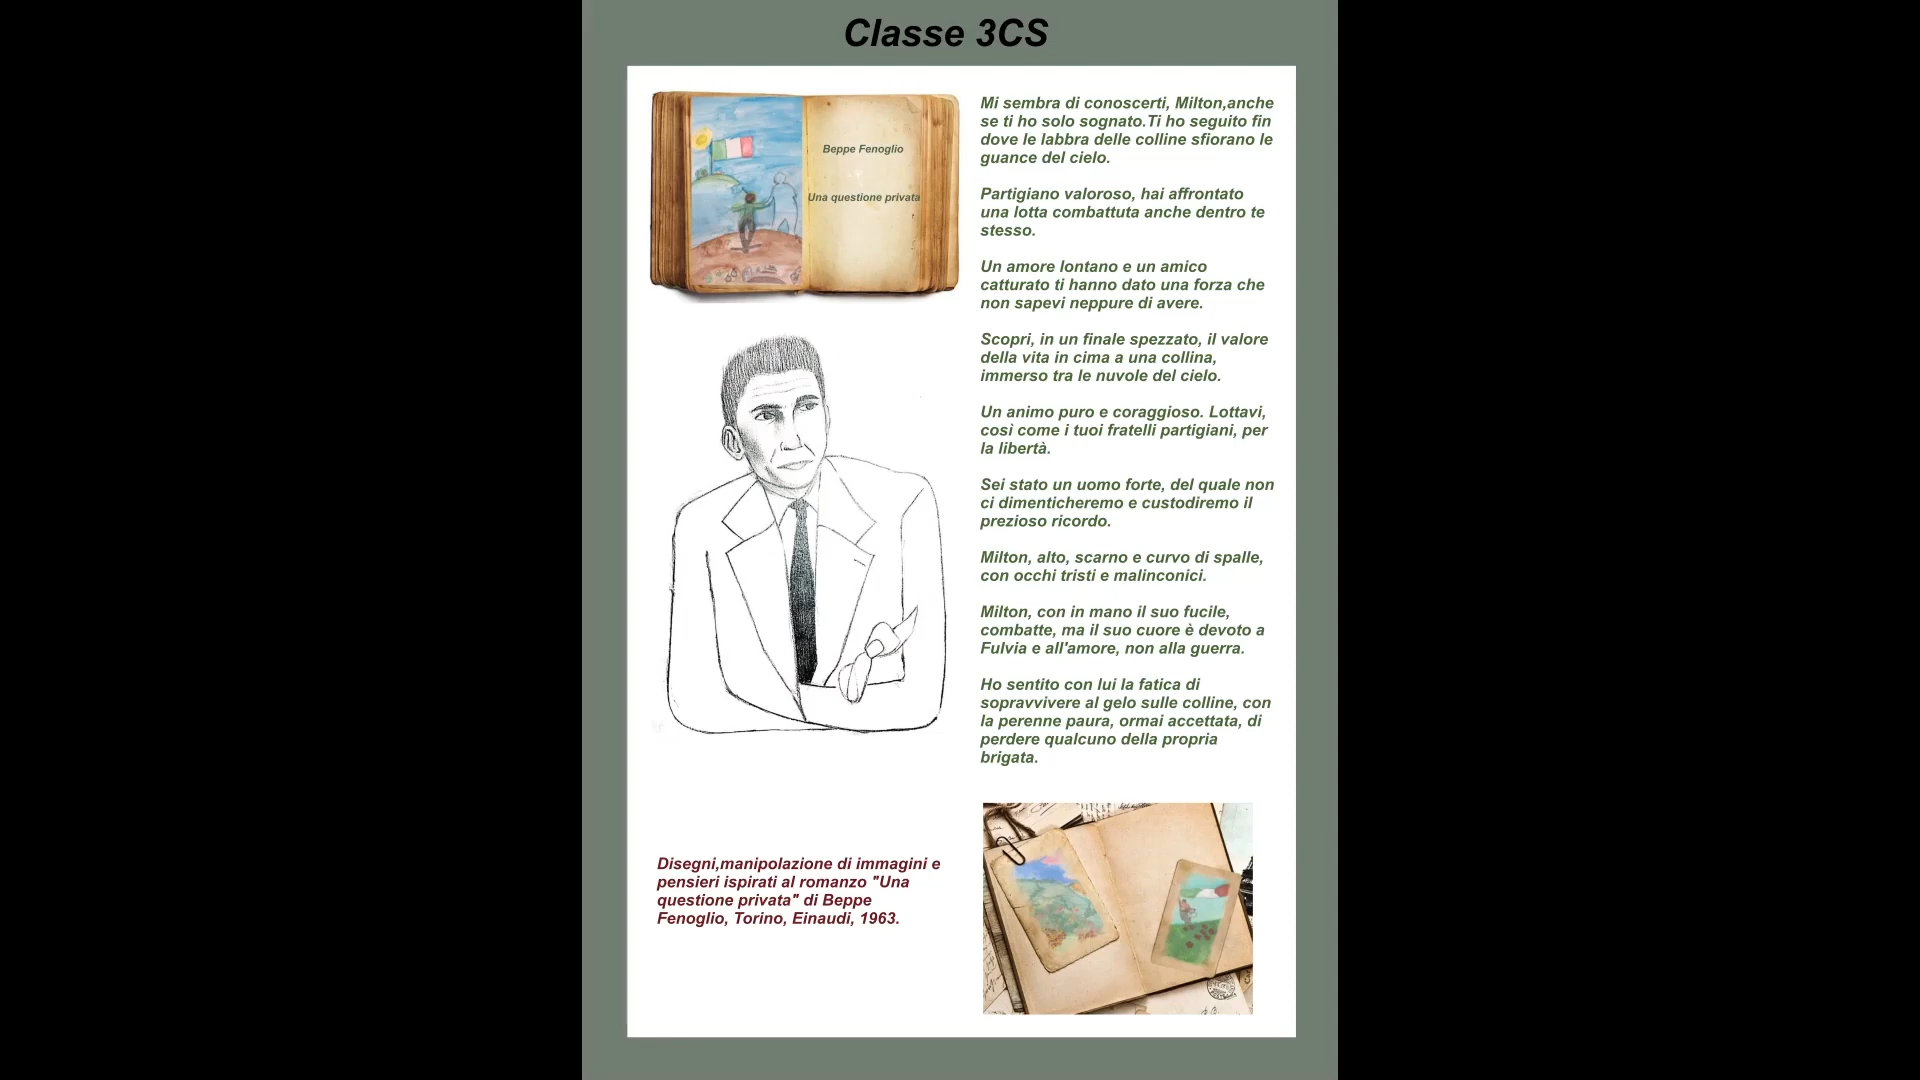 Classe 3CS
Beppe Fenoglio
Una questione privata
Mi sembra di conoscerti, Milton,anche
se ti ho solo sognato.Ti ho seguito fin
dove le labbra delle colline sfiorano le
guance del cielo.
Partigiano valoroso, hai affrontato
una lotta combattuta anche dentro te
stesso.
Un amore lontano e un amico
catturato ti hanno dato una forza che
non sapevi neppure di avere.
Scopri, in un finale spezzato, il valore
della vita in cima a una collina,
immerso tra le nuvole del cielo.
Un animo puro e coraggioso. Lottavi,
così come i tuoi fratelli partigiani, per
la libertà.
Sei stato un uomo forte, del quale non
ci dimenticheremo e custodiremo il
prezioso ricordo.
Milton, alto, scarno e curvo di spalle,
con occhi tristi e malinconici.
Milton, con in mano il suo fucile,
combatte, ma il suo cuore è devoto a
Fulvia e all'amore, non alla guerra.
Ho sentito con lui la fatica di
sopravvivere al gelo sulle colline, con
la perenne paura, ormai accettata, di
perdere qualcuno della propria
brigata.
Disegni,manipolazione di immagini e
pensieri ispirati al romanzo "Una
questione privata" di Beppe
Fenoglio, Torino, Einaudi, 1963.